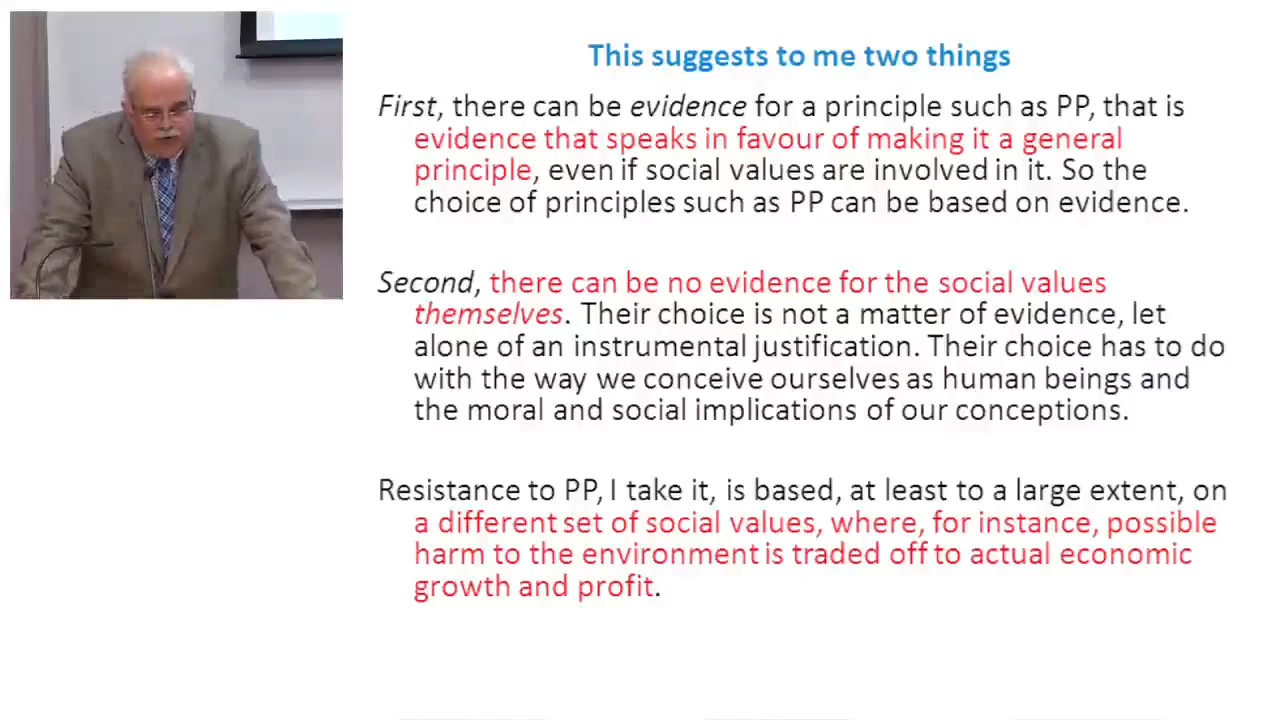 This suggests to me two things
First, there can be evidence for a principle such as PP, that is
evidence that speaks in favour of making it a general
principle, even if social values are involved in it. So the
choice of principles such as PP can be based on evidence.
Second, there can be no evidence for the social values
themselves. Their choice is not a matter of evidence, let
alone of an instrumental justification. Their choice has to do
with the way we conceive ourselves as human beings and
the moral and social implications of our conceptions.
Resistance to PP, I take it, is based, at least to a large extent, on
a different set of social values, where, for instance, possible
harm to the environment is traded off to actual economic
growth and profit.